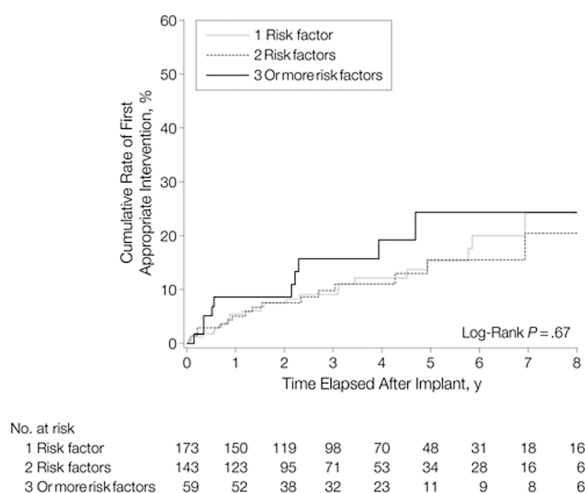 60
50
40
30
20
10
0
Cumulative Rate of First
Appropriate Intervention, %
1 Risk factor
2 Risk factors
3 Or more risk factors
Log-Rank P = .67
0 1 2 3 4 5 6 7 8
Time Elapsed After Implant, y
No. at risk
1 Risk factor 173 150 119 98 70 48 31 18 16
2 Risk factors 143 123 95 71 53 34 28 16 6
3 Or more risk factors 59 52 38 32 23 11 9 8 6